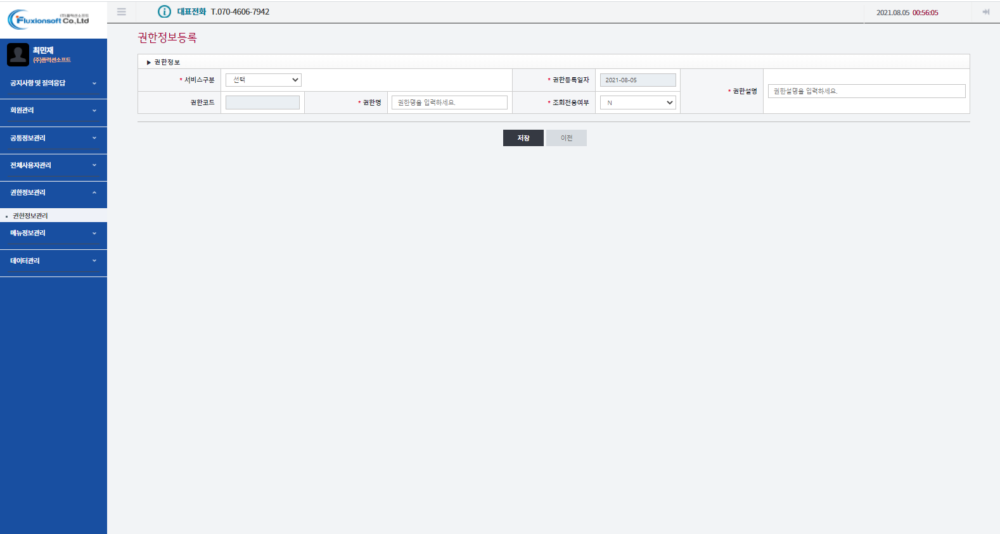 (주)플럭션소프트
Fluxionsoft Co.,Ltd
대표전화 T.070-4606-7942
2021.08.05 00:56:05
최민재
(주)플럭션소프트
공지사항 및 질의응답
회원관리
공통정보관리
전체사용자관리
권한정보관리
권한정보관리
메뉴정보관리
데이터관리
권한정보등록
▶ 권한정보
* 서비스구분 선택 * 권한등록일자 2021-08-05
* 권한설명 권한설명을 입력하세요.
권한코드 * 권한명 권한명을 입력하세요. * 조회전용여부 N
저장 이전